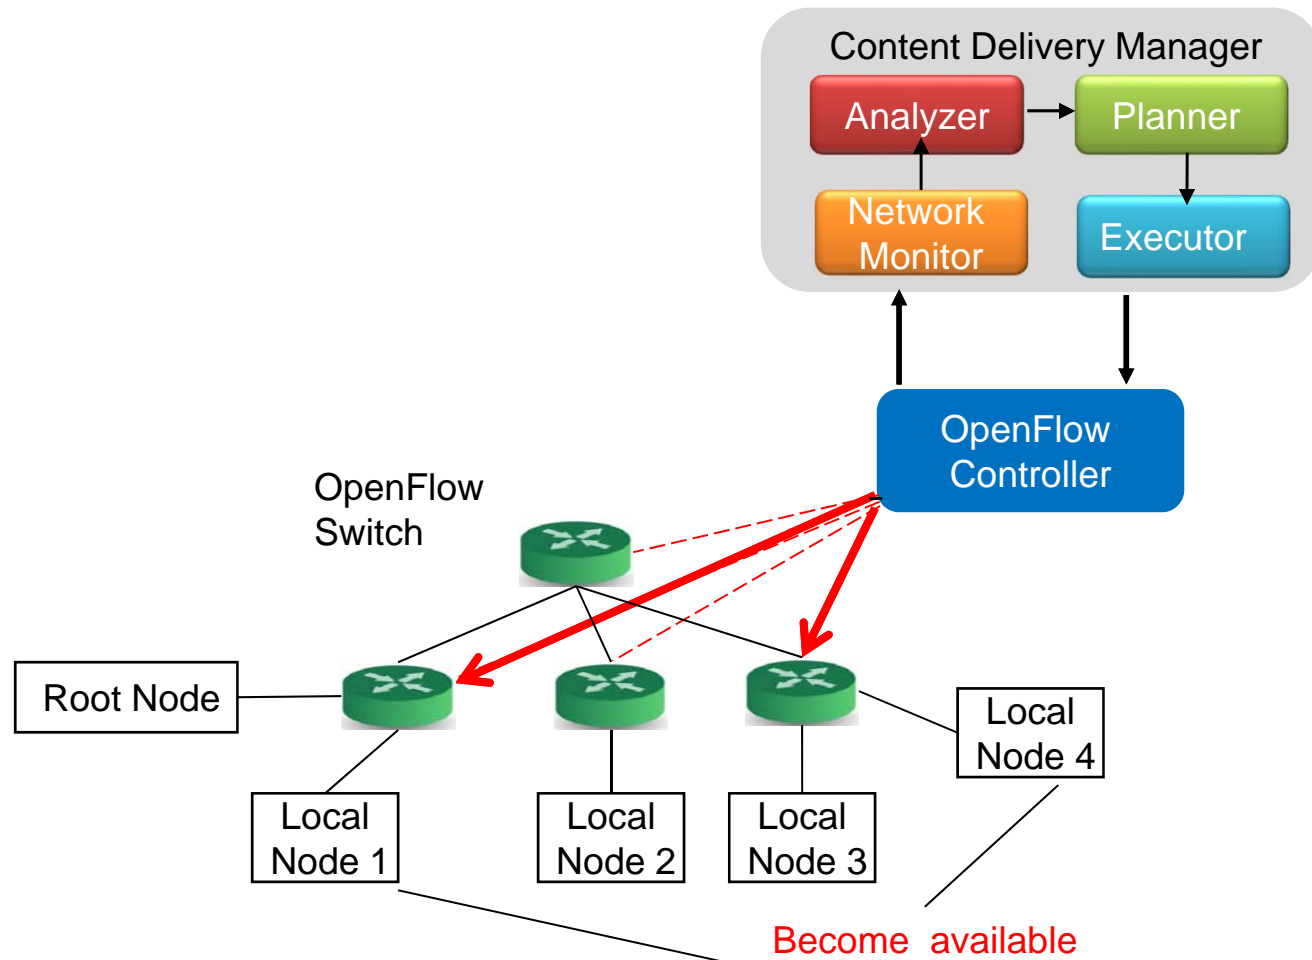 Content Delivery Manager
Analyzer
Planner
Network
Monitor
Executor
OpenFlow
Controller
OpenFlow
Switch
Root Node
Local
Node 4
Local
Node 1
Local
Node 2
Local
Node 3
Become available